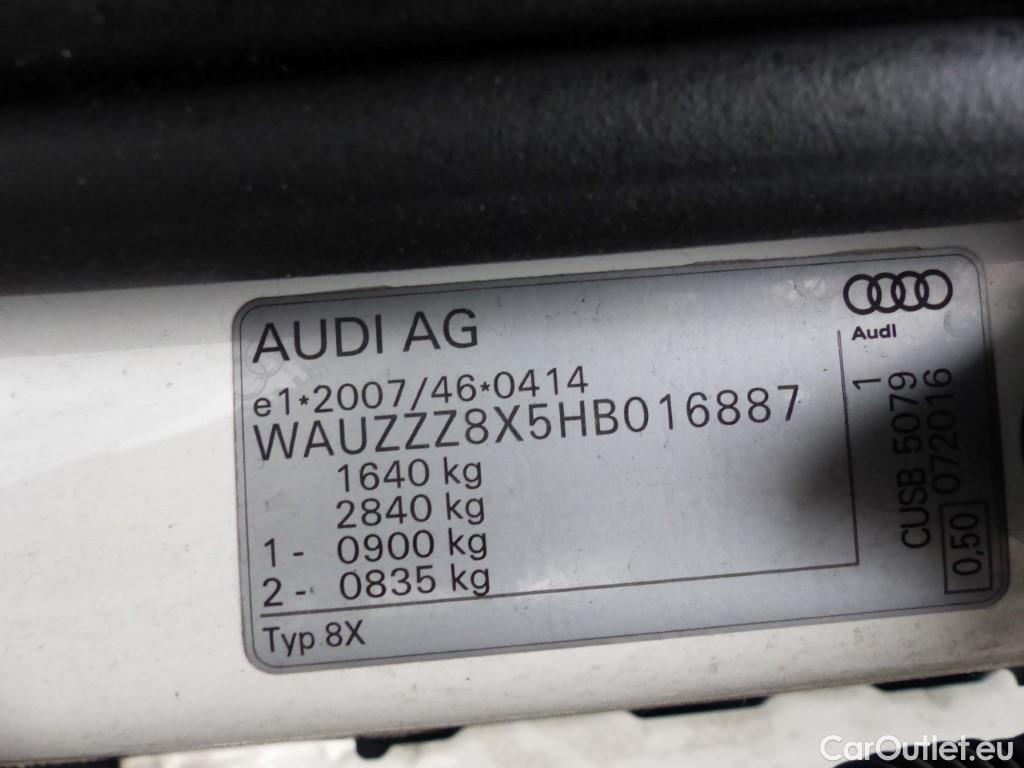 AUDI AG
Audi
e1*2007/46*0414
WAUZZZ8X5HB016887
1640 kg
2840 kg
1 - 0900 kg
2 - 0835 kg
Typ 8X
CUSB 5079 1
072016
0,50
CarOutlet.eu